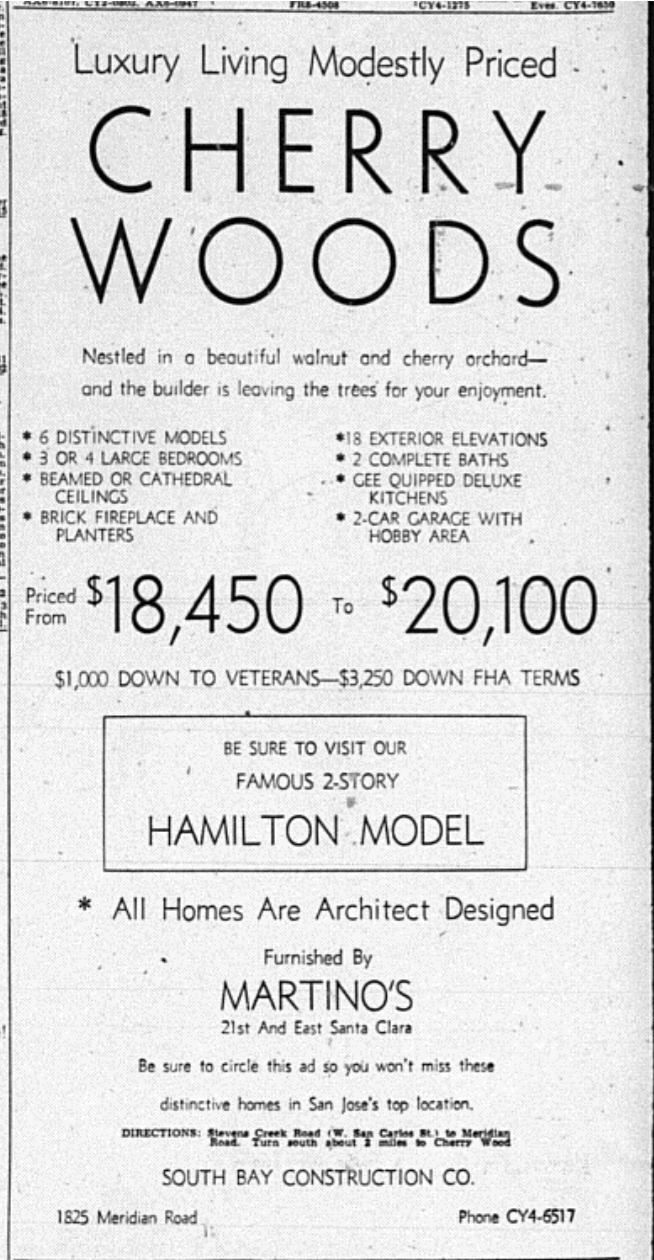 FR8-4508 CY4-1275 Eves. CY4-7659
Luxury Living Modestly Priced
CHERRY
WOODS
Nestled in a beautiful walnut and cherry orchard—
and the builder is leaving the trees for your enjoyment.
* 6 DISTINCTIVE MODELS
* 3 OR 4 LARGE BEDROOMS
* BEAMED OR CATHEDRAL
CEILINGS
* BRICK FIREPLACE AND
PLANTERS
*18 EXTERIOR ELEVATIONS
* 2 COMPLETE BATHS
* GEE QUIPPED DELUXE
KITCHENS
* 2-CAR GARAGE WITH
HOBBY AREA
Priced
From $18,450 To $20,100
$1,000 DOWN TO VETERANS—$3,250 DOWN FHA TERMS
BE SURE TO VISIT OUR
FAMOUS 2-STORY
HAMILTON MODEL
* All Homes Are Architect Designed
Furnished By
MARTINO'S
21st And East Santa Clara
Be sure to circle this ad so you won't miss these
distinctive homes in San Jose's top location.
DIRECTIONS: Stevens Creek Road (W. San Carlos St.) to Meridian
Road. Turn south about 2 miles to Cherry Wood
SOUTH BAY CONSTRUCTION CO.
1825 Meridian Road Phone CY4-6517